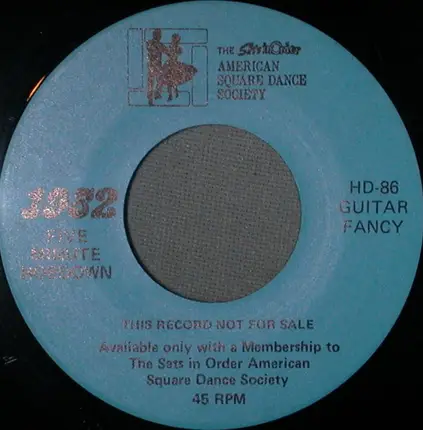 THE Sets in Order
AMERICAN
SQUARE DANCE
SOCIETY
1982
FIVE
MINUTE
HOEDOWN
HD-86
GUITAR
FANCY
THIS RECORD NOT FOR SALE
Available only with a Membership to
The Sets in Order American
Square Dance Society
45 RPM